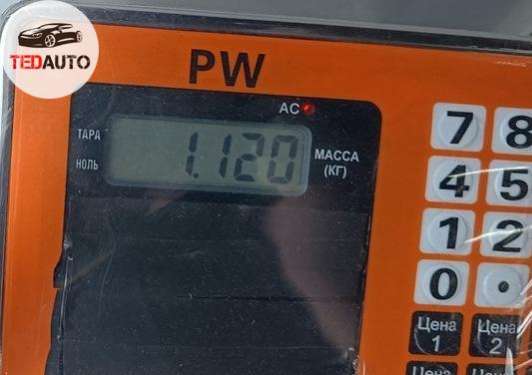 TEDAUTO
PW
AC
ТАРА
НОЛЬ
1.120
МАССА
(КГ)
7 8
4 5
1 2
0 .
Цена Цена
1 2